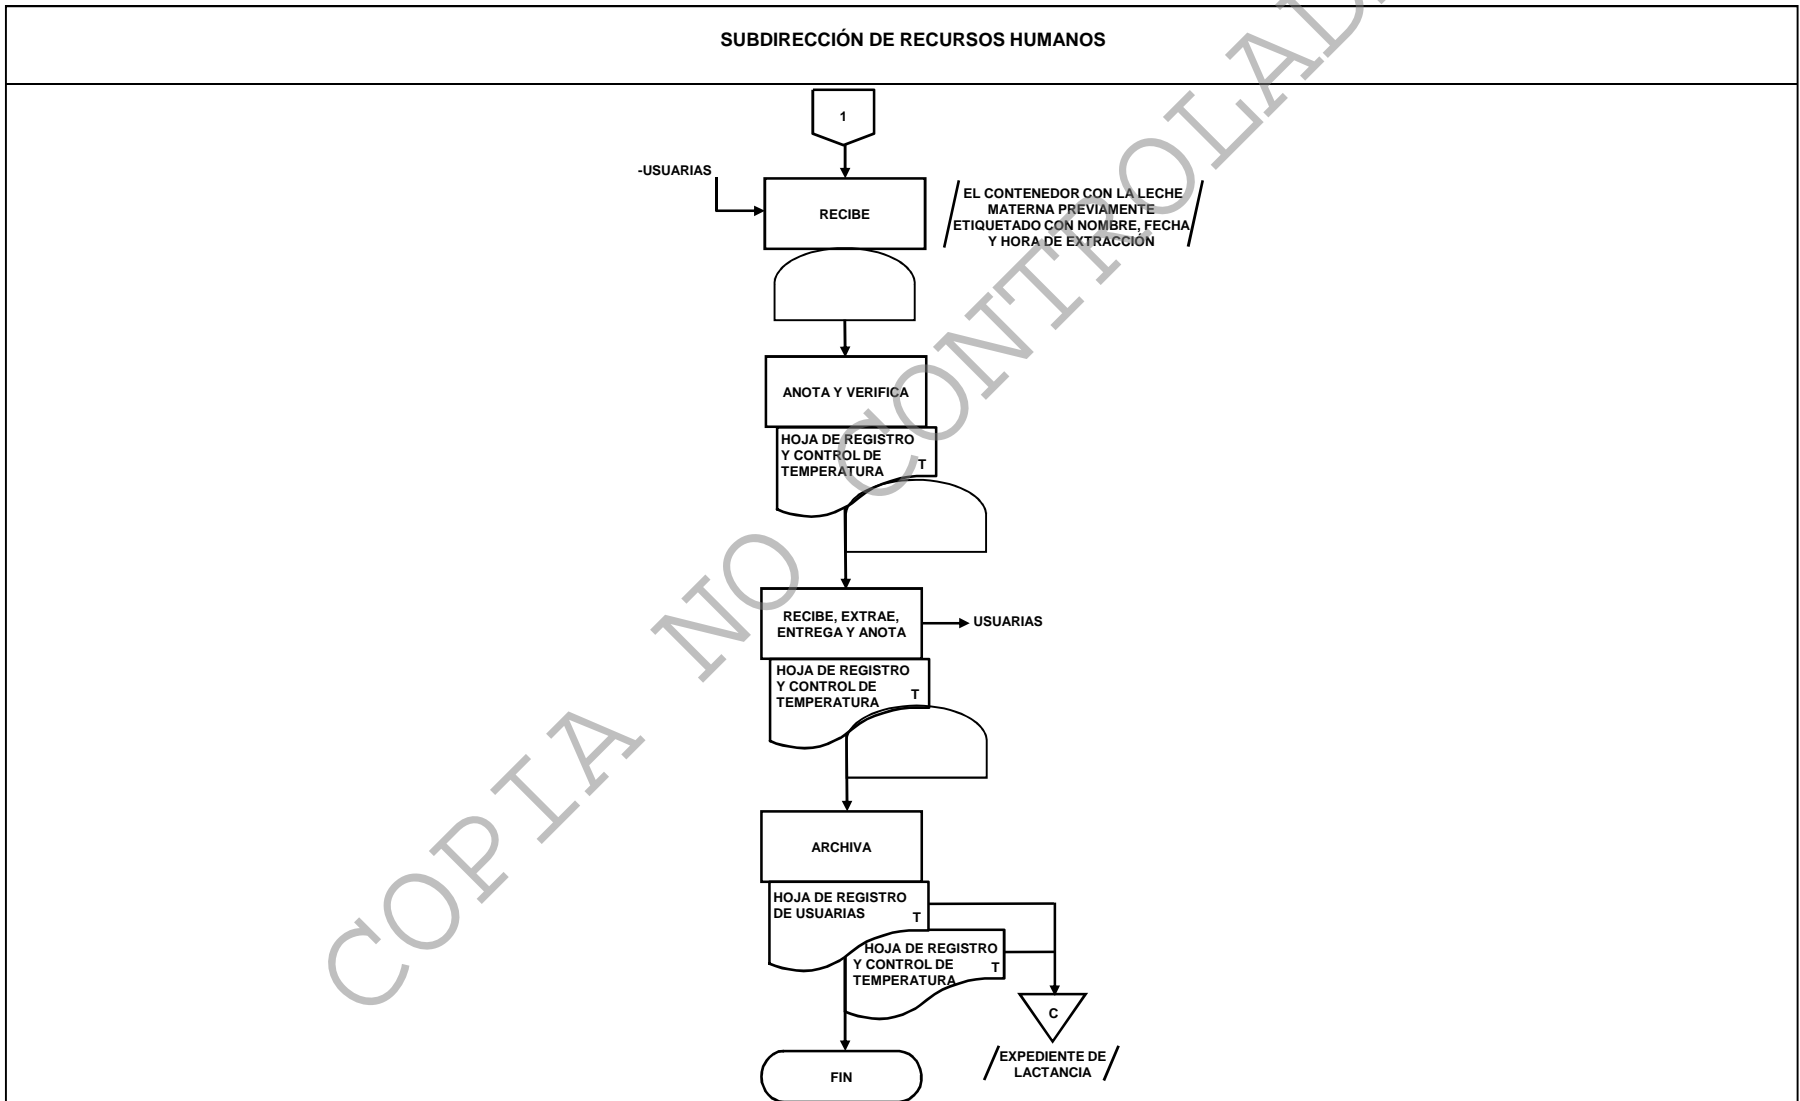 SUBDIRECCIÓN DE RECURSOS HUMANOS
1
-USUARIAS
RECIBE
EL CONTENEDOR CON LA LECHE
MATERNA PREVIAMENTE
ETIQUETADO CON NOMBRE, FECHA
Y HORA DE EXTRACCIÓN
ANOTA Y VERIFICA
HOJA DE REGISTRO
Y CONTROL DE
TEMPERATURA T
RECIBE, EXTRAE,
ENTREGA Y ANOTA
USUARIAS
HOJA DE REGISTRO
Y CONTROL DE
TEMPERATURA T
ARCHIVA
HOJA DE REGISTRO
DE USUARIAS T
HOJA DE REGISTRO
Y CONTROL DE T
TEMPERATURA
C
EXPEDIENTE DE
LACTANCIA
FIN
COPIA NO CONTROLAD